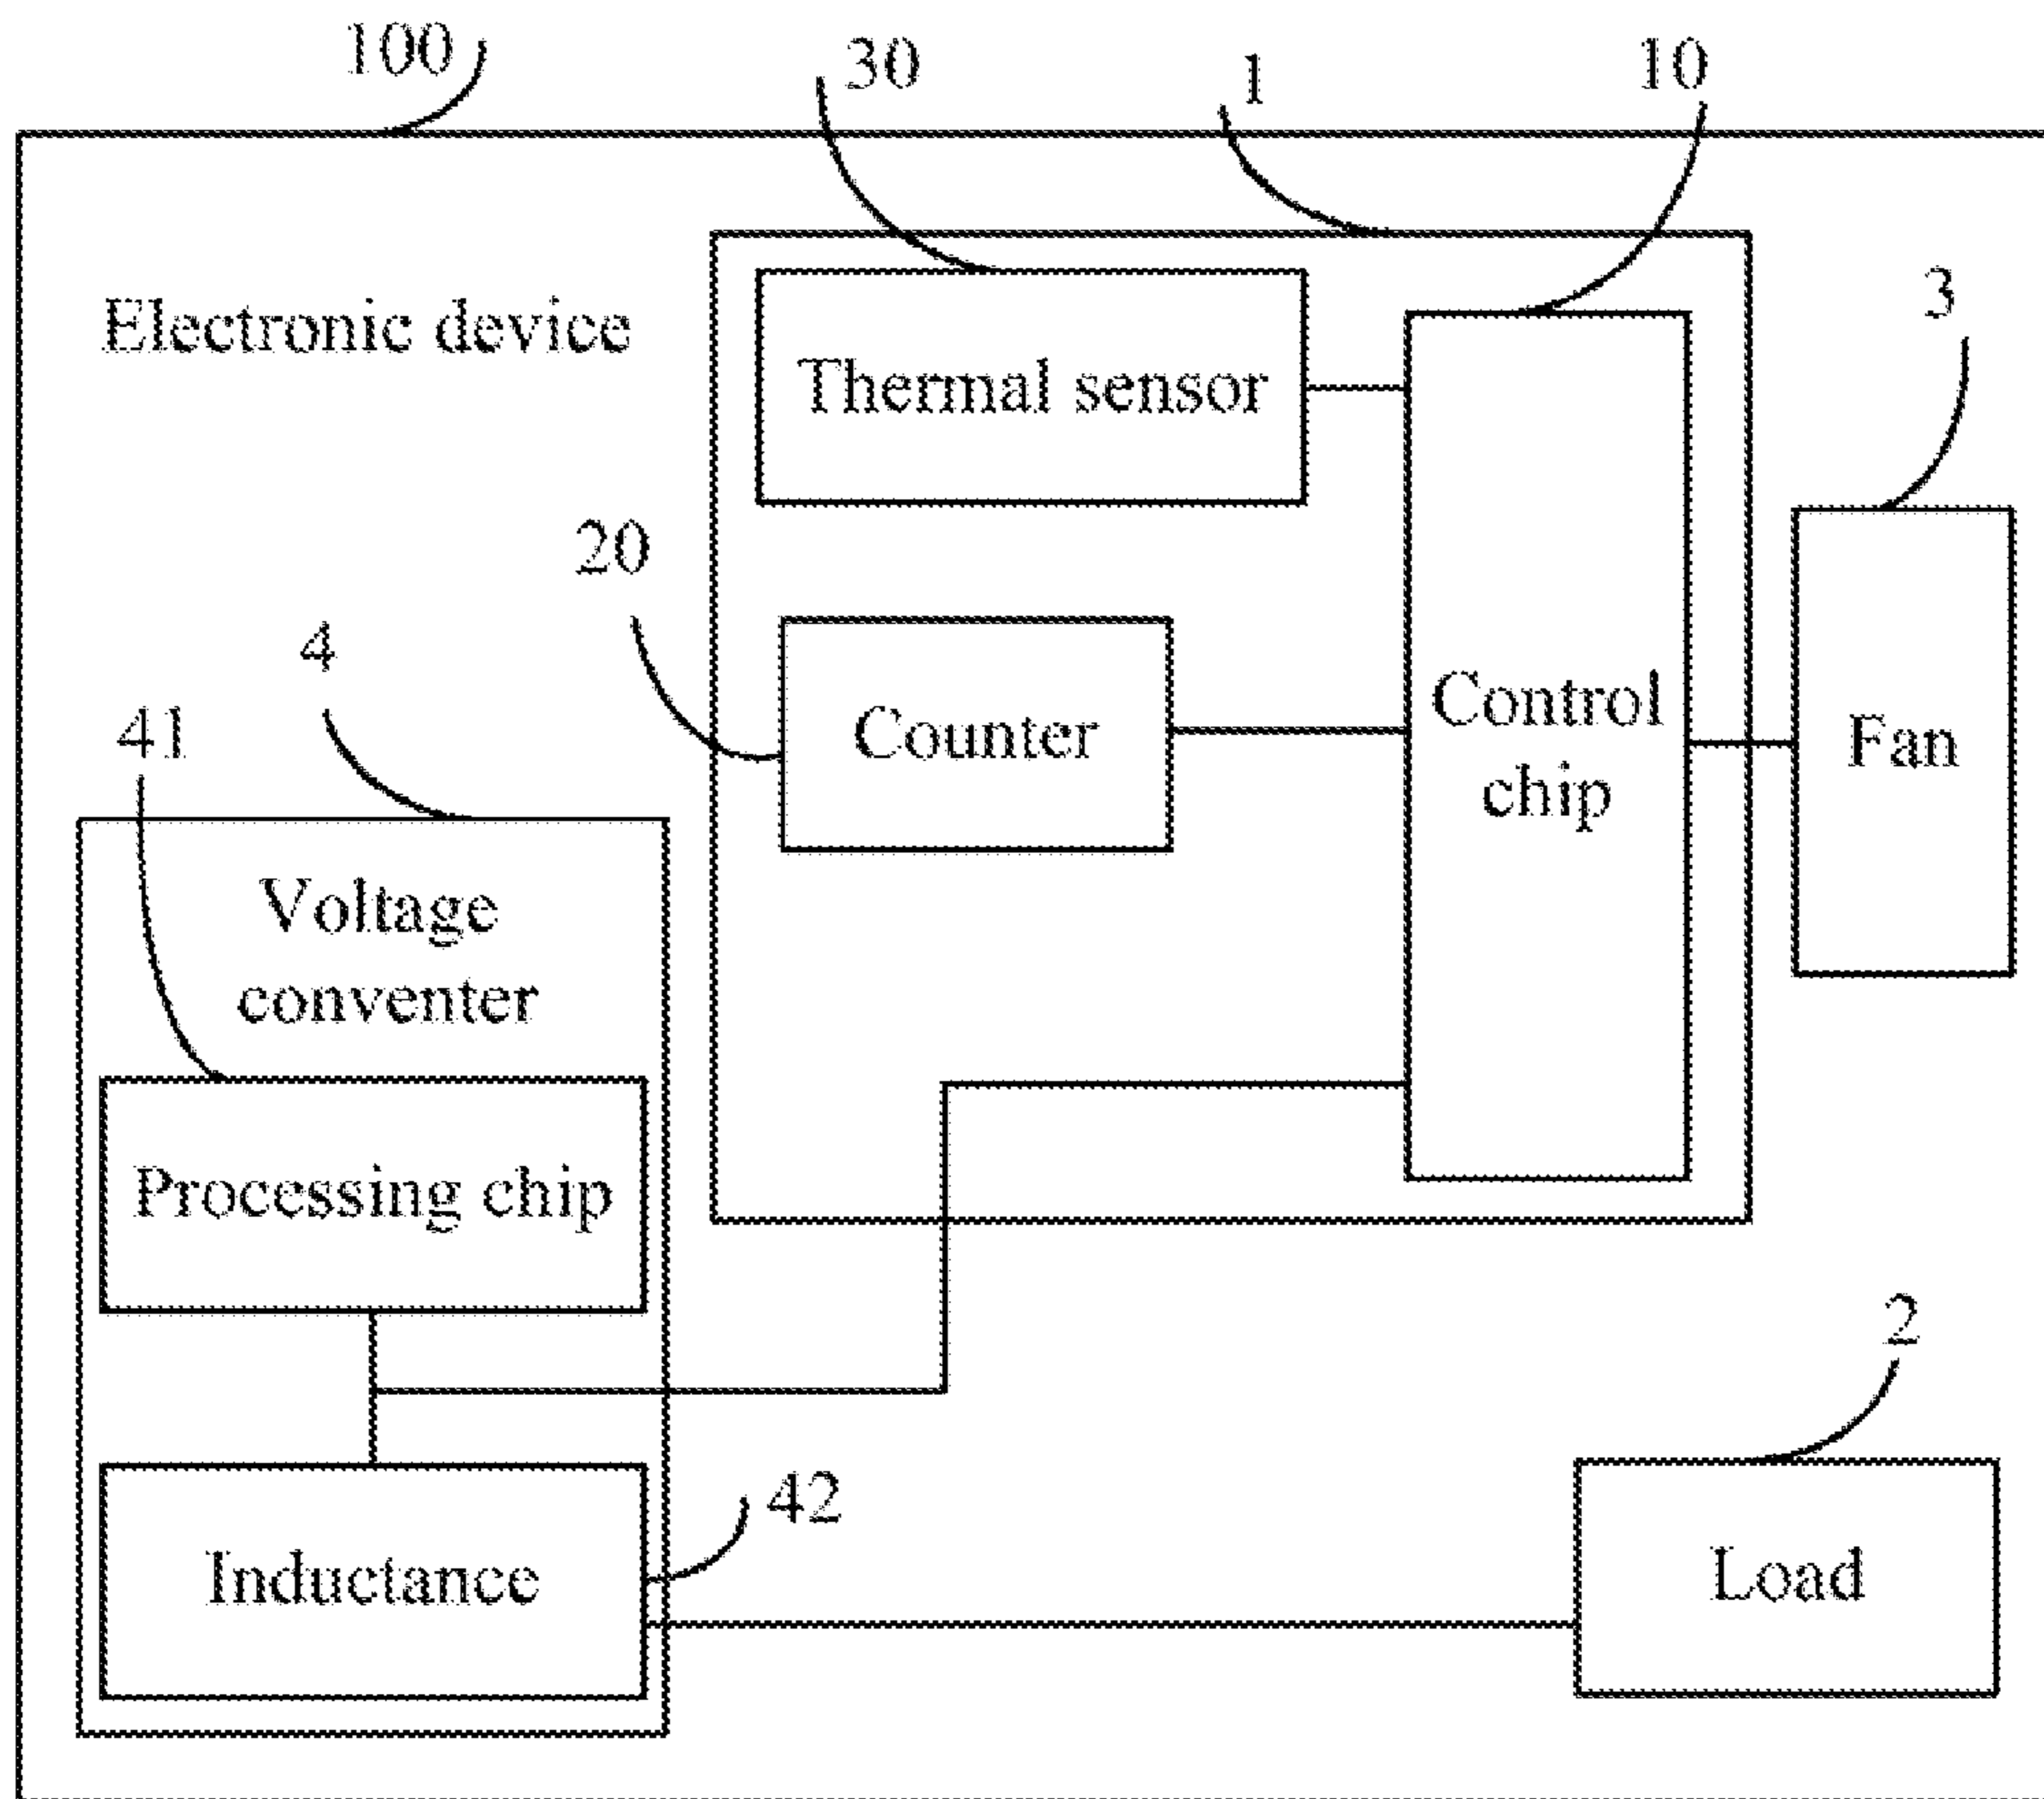 100
30
1
10
Electronic device
Thermal sensor
3
20
Counter
Control
chip
Fan
4
41
Voltage
conventer
Processing chip
2
42
Inductance
Load